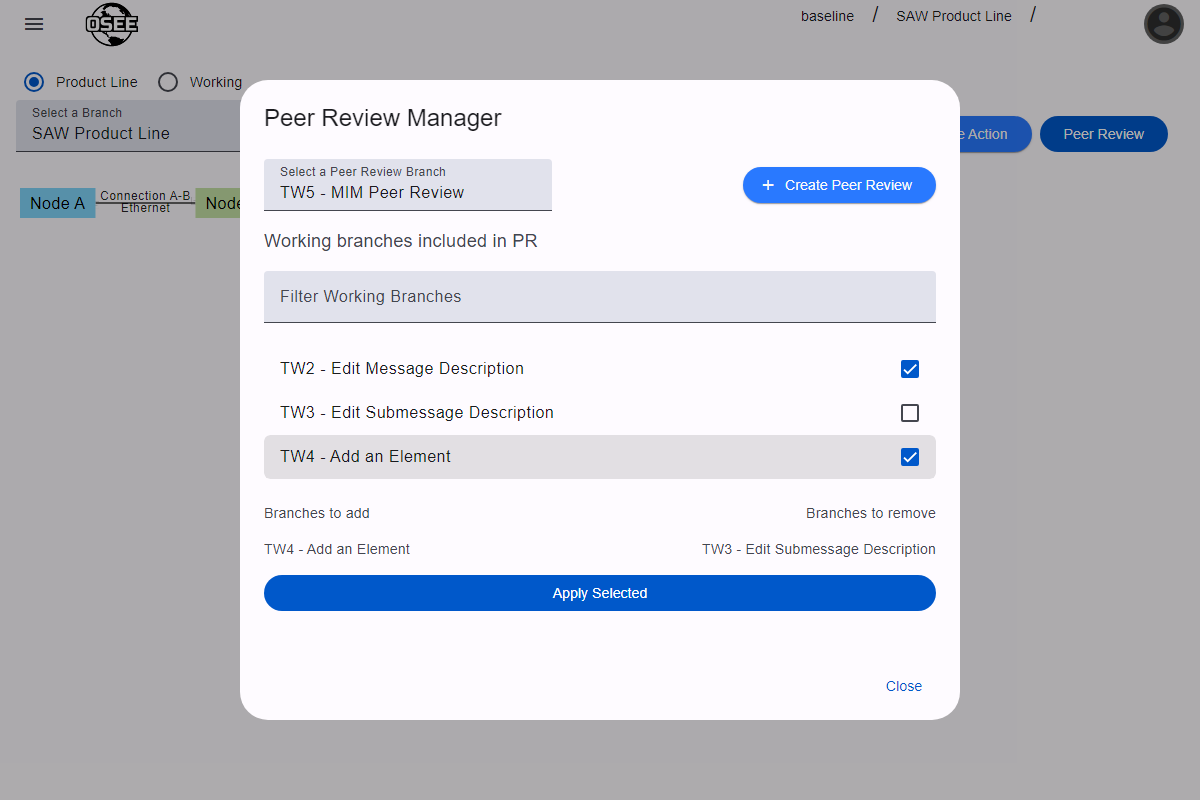 OSEE
baseline / SAW Product Line /
Product Line Working
Select a Branch
SAW Product Line
e Action
Peer Review
Node A
Connection A-B
Ethernet
Node
Peer Review Manager
Select a Peer Review Branch
TW5 - MIM Peer Review
+ Create Peer Review
Working branches included in PR
Filter Working Branches
TW2 - Edit Message Description
TW3 - Edit Submessage Description
TW4 - Add an Element
Branches to add
Branches to remove
TW4 - Add an Element
TW3 - Edit Submessage Description
Apply Selected
Close